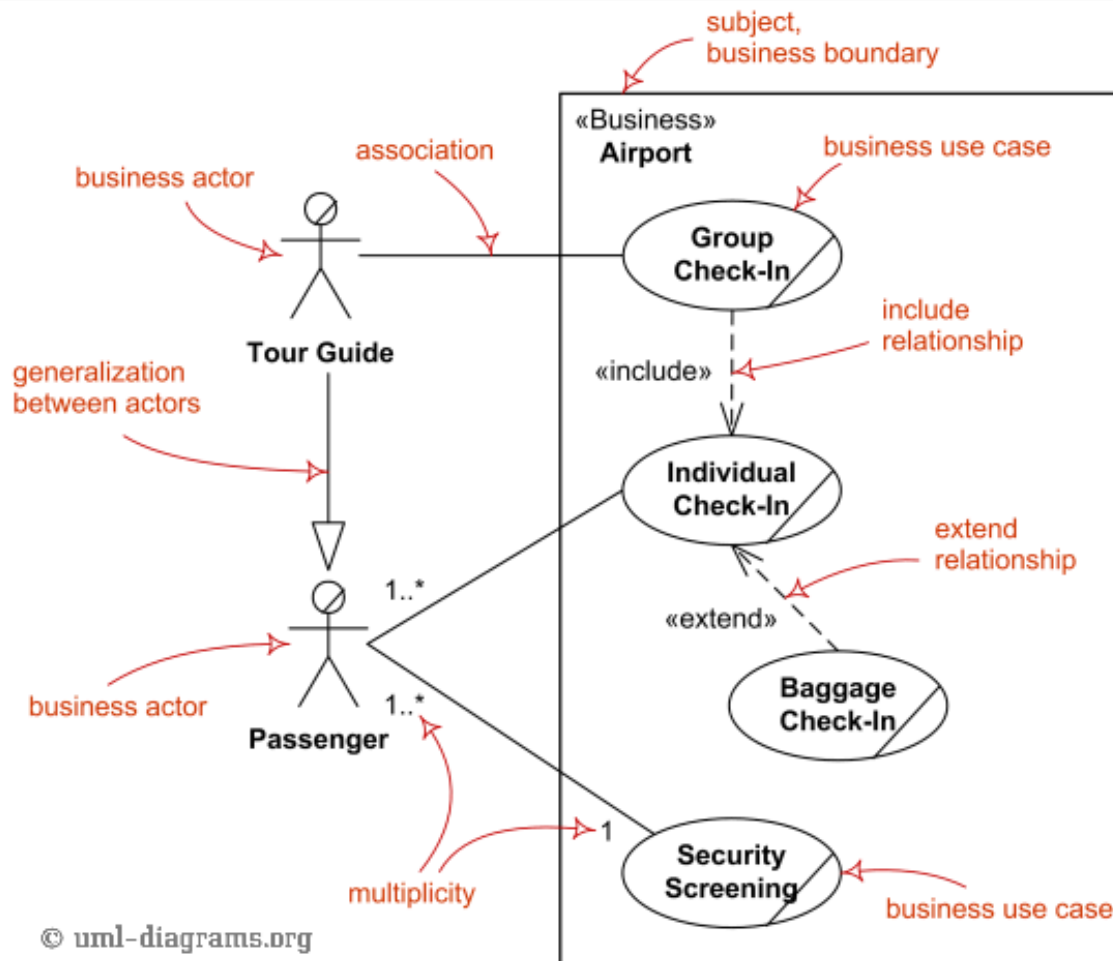 subject,
business boundary
«Business»
Airport
business use case
association
business actor
Group
Check-In
Tour Guide
include
relationship
«include»
generalization
between actors
Individual
Check-In
extend
relationship
1..*
«extend»
business actor
1..*
Passenger
Baggage
Check-In
1
multiplicity
Security
Screening
business use case
© uml-diagrams.org